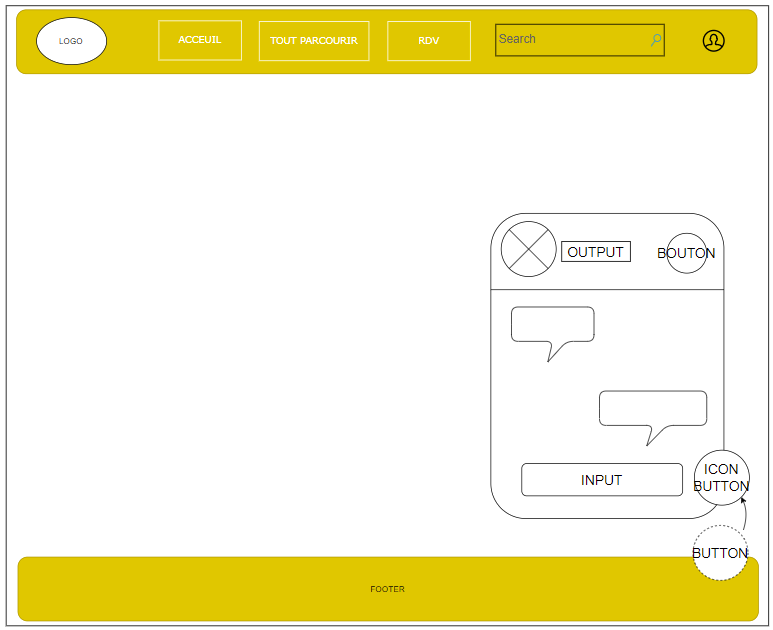 LOGO
ACCEUIL
TOUT PARCOURIR
RDV
Search
OUTPUT
BOUTON
INPUT
ICON
BUTTON
BUTTON
FOOTER